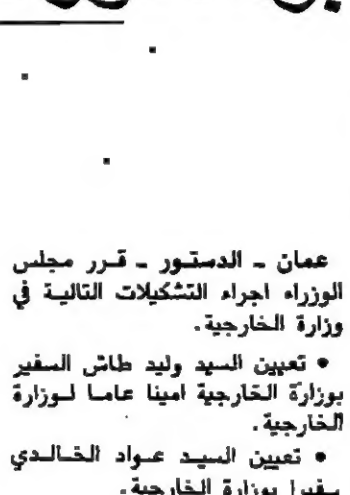 عمان - الدستور - قرر مجلس
الوزراء اجراء التشكيلات التالية في
وزارة الخارجية.
• تعيين السيد وليد طاش السفير
بوزارة الخارجية امينا عاما لوزارة
الخارجية.
• تعيين السيد عواد الخالدي
سفيرا بوزارة الخارجية.